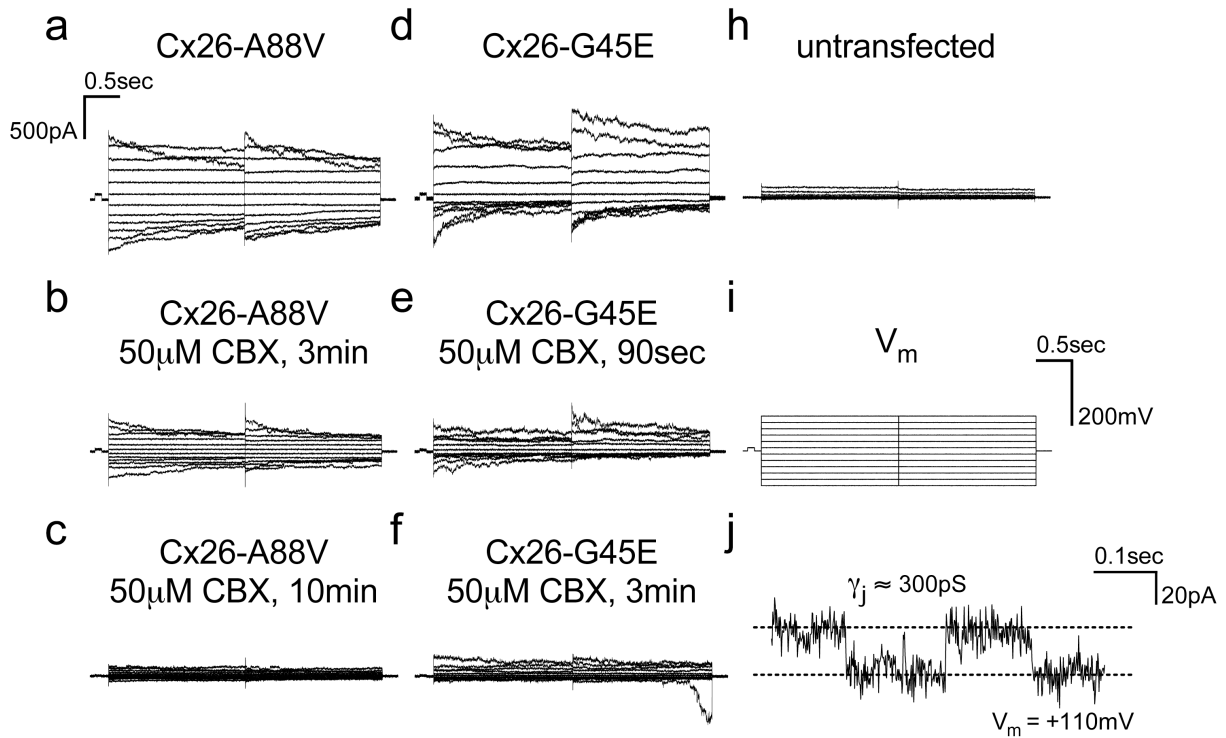 a
Cx26-A88V
0.5sec
500pA
d
Cx26-G45E
h
untransfected
b
Cx26-A88V
50μM CBX, 3min
e
Cx26-G45E
50μM CBX, 90sec
i
Vm
0.5sec
200mV
c
Cx26-A88V
50μM CBX, 10min
f
Cx26-G45E
50μM CBX, 3min
j
0.1sec
20pA
γj ≈ 300pS
Vm = +110mV